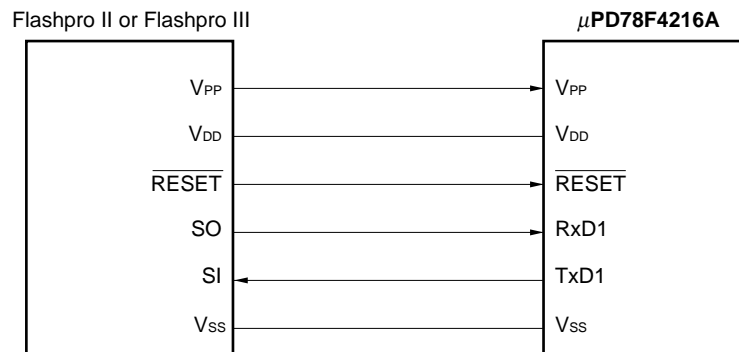 Flashpro II or Flashpro III
μPD78F4216A
VPP VPP
VDD VDD
RESET RESET
SO RxD1
SI TxD1
VSS VSS